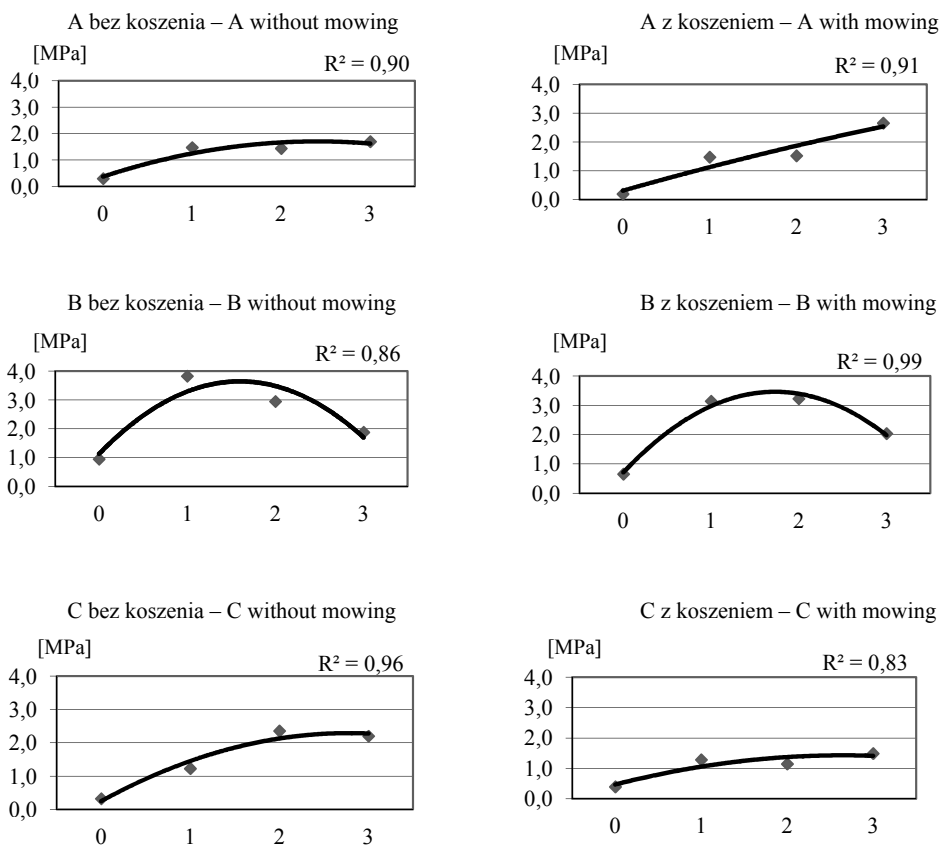 A bez koszenia – A without mowing
[MPa]
R² = 0,90
4,0
3,0
2,0
1,0
0,0
0 1 2 3
A z koszeniem – A with mowing
[MPa]
R² = 0,91
4,0
3,0
2,0
1,0
0,0
0 1 2 3
B bez koszenia – B without mowing
[MPa]
R² = 0,86
4,0
3,0
2,0
1,0
0,0
0 1 2 3
B z koszeniem – B with mowing
[MPa]
R² = 0,99
4,0
3,0
2,0
1,0
0,0
0 1 2 3
C bez koszenia – C without mowing
[MPa]
R² = 0,96
4,0
3,0
2,0
1,0
0,0
0 1 2 3
C z koszeniem – C with mowing
[MPa]
R² = 0,83
4,0
3,0
2,0
1,0
0,0
0 1 2 3